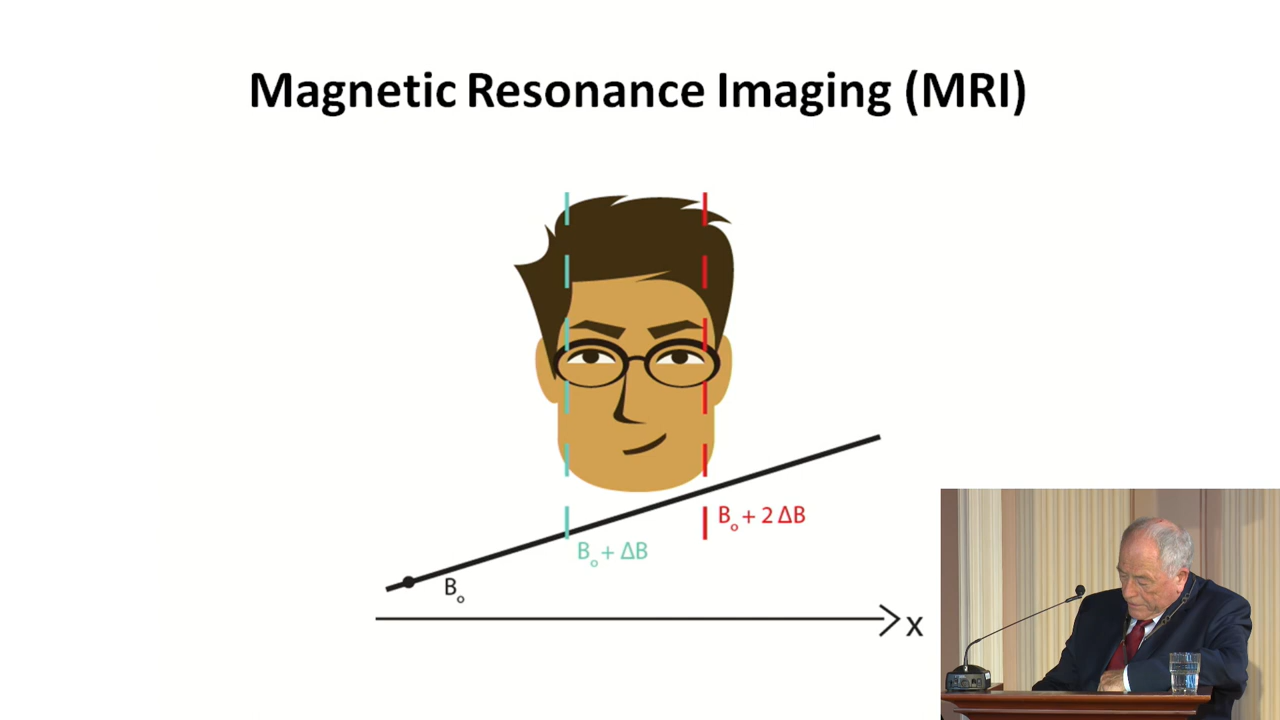 Magnetic Resonance Imaging (MRI)
B₀ + 2 ΔB
B₀ + ΔB
B₀
x